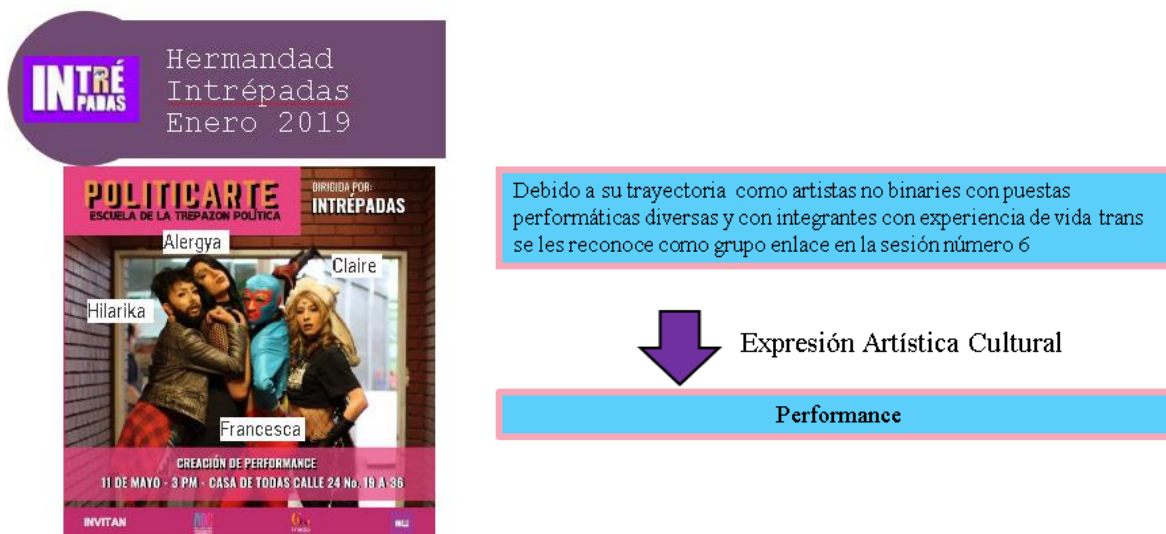 INTRÉ
PADAS
Hermandad
Intrépadas
Enero 2019
POLITICARTE
ESCUELA DE LA TREPAZON POLÍTICA
DIRIGIDA POR:
INTRÉPADAS
Alergya
Claire
Hilarika
Francesca
CREACIÓN DE PERFORMANCE
11 DE MAYO - 3 PM - CASA DE TODAS CALLE 24 No. 19 A-36
INVITAN
Debido a su trayectoria como artistas no binaries con puestas
performáticas diversas y con integrantes con experiencia de vida trans
se les reconoce como grupo enlace en la sesión número 6
Expresión Artística Cultural
Performance